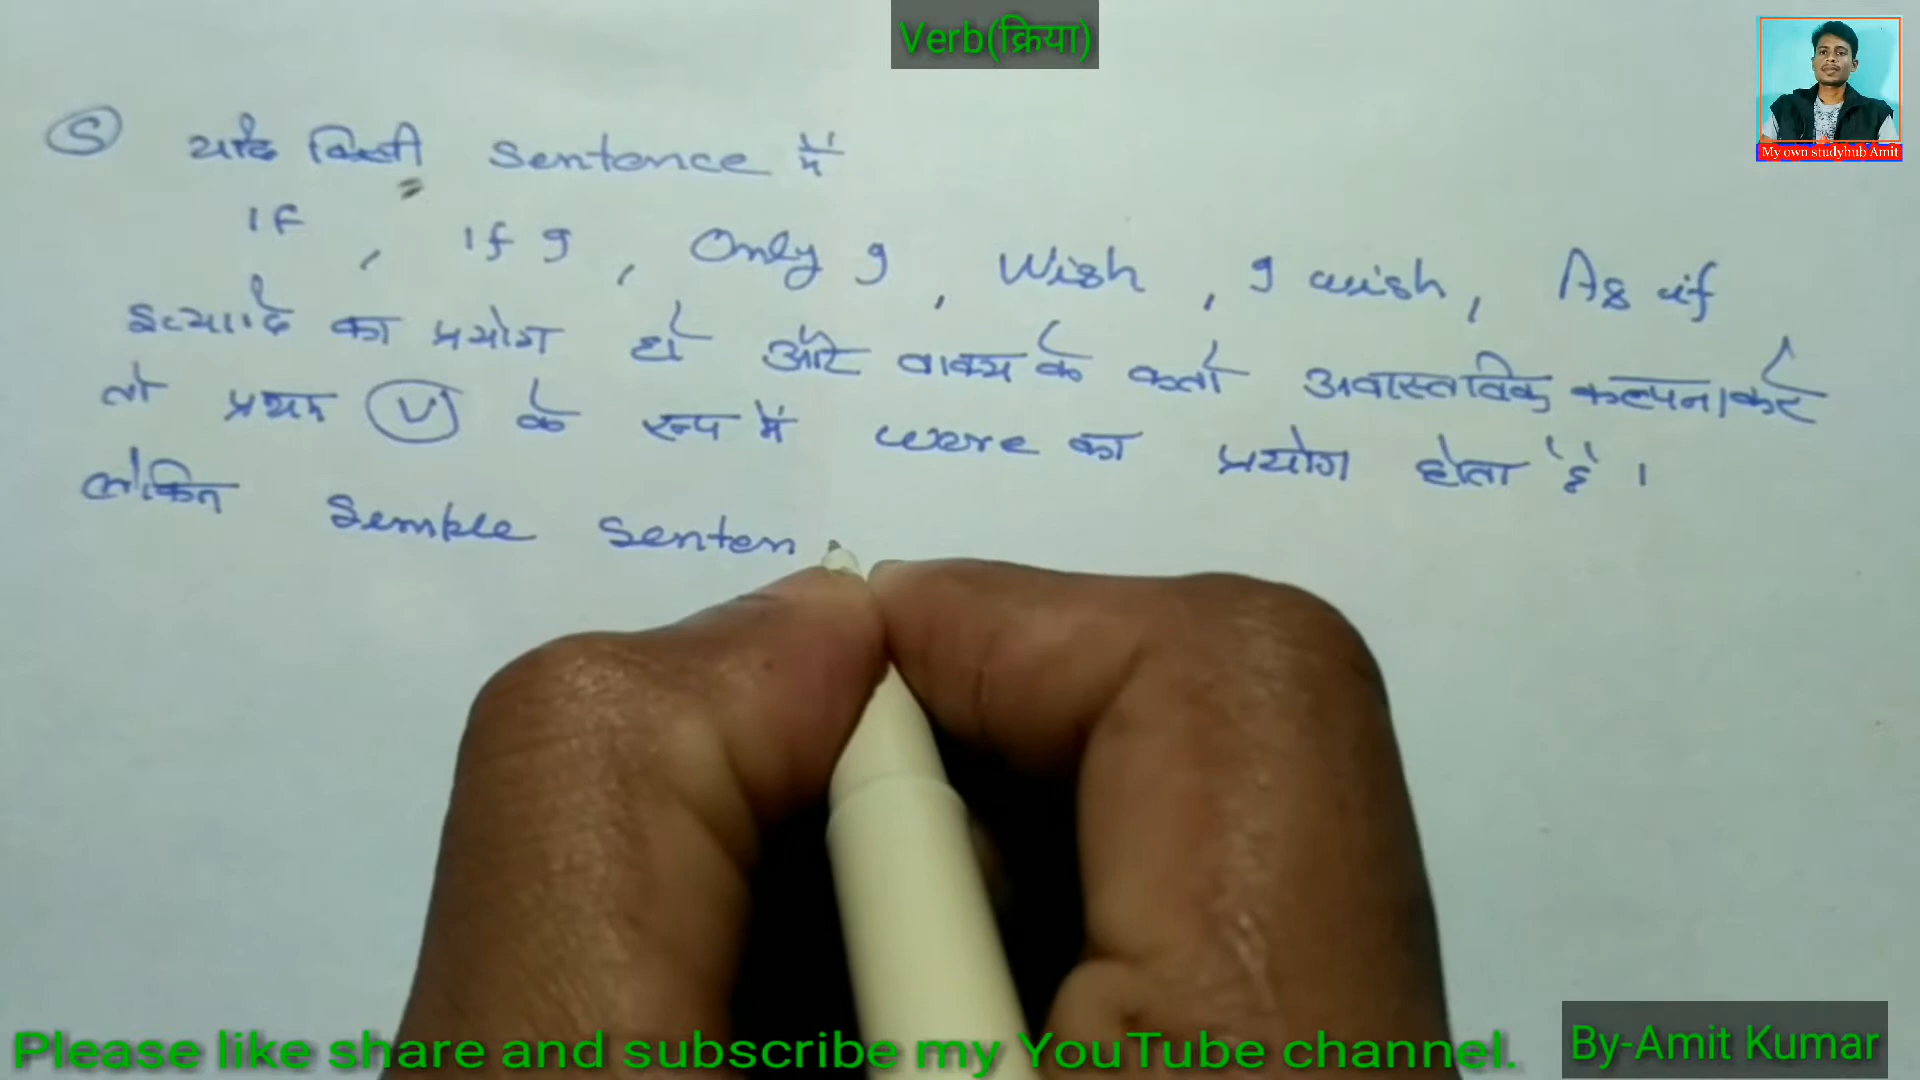 Verb(क्रिया)
My own studyhub Amit
5 यदि किसी Sentence में
If , If I , Only I , Wish , I wish , As if
इत्यादि का प्रयोग हो और वाक्य के कर्ता अवास्तविक कल्पना करे
तो प्रथम V के रूप में were का प्रयोग होता है ।
लेकिन Semble Senten
Please like share and subscribe my YouTube channel.
By-Amit Kumar